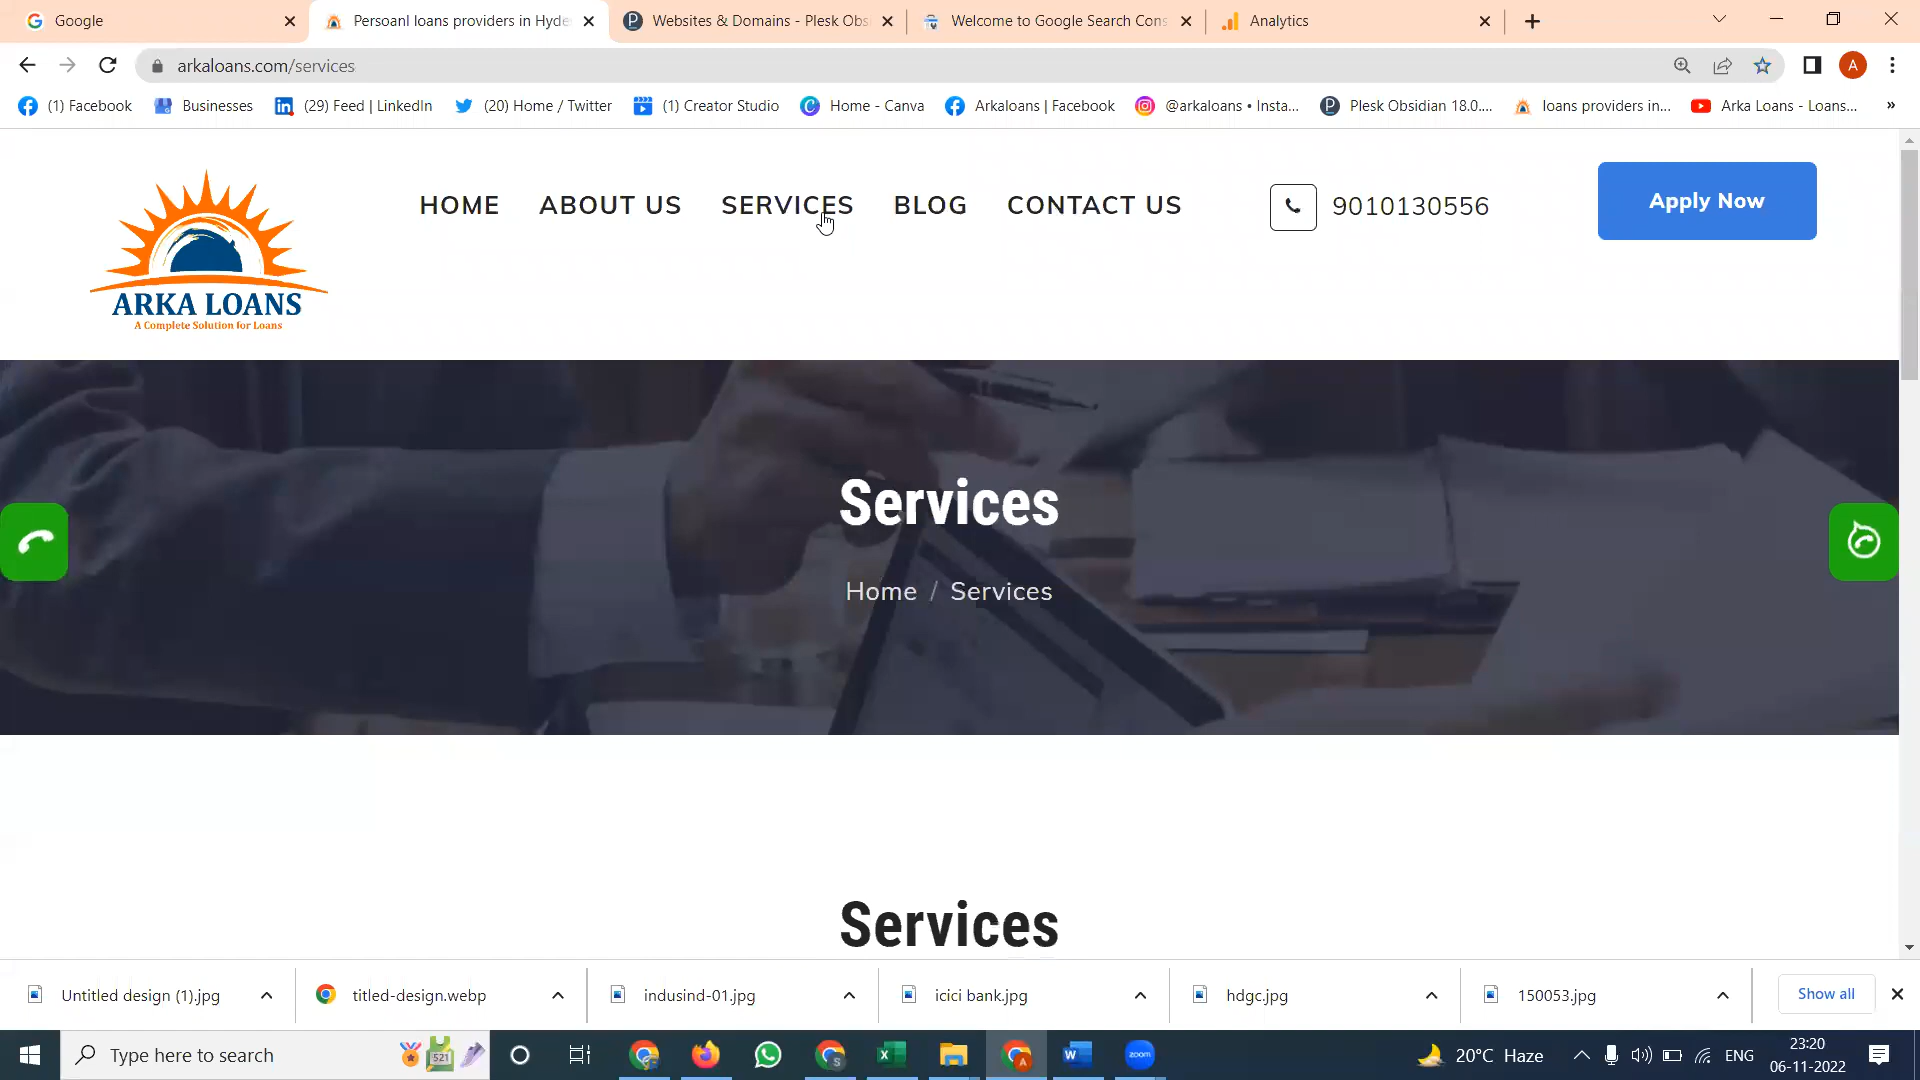 Google
Persoanl loans providers in Hyde
Websites & Domains - Plesk Obs
Welcome to Google Search Cons
Analytics
arkaloans.com/services
A
(1) Facebook
Businesses
(29) Feed | LinkedIn
(20) Home / Twitter
(1) Creator Studio
Home - Canva
Arkaloans | Facebook
@arkaloans • Insta...
Plesk Obsidian 18.0....
loans providers in...
Arka Loans - Loans...
»
ARKA LOANS
A Complete Solution for Loans
HOME
ABOUT US
SERVICES
BLOG
CONTACT US
9010130556
Apply Now
Services
Home / Services
Services
Untitled design (1).jpg
titled-design.webp
indusind-01.jpg
icici bank.jpg
hdgc.jpg
150053.jpg
Show all
Type here to search
521
zoom
20°C Haze
ENG
23:20
06-11-2022